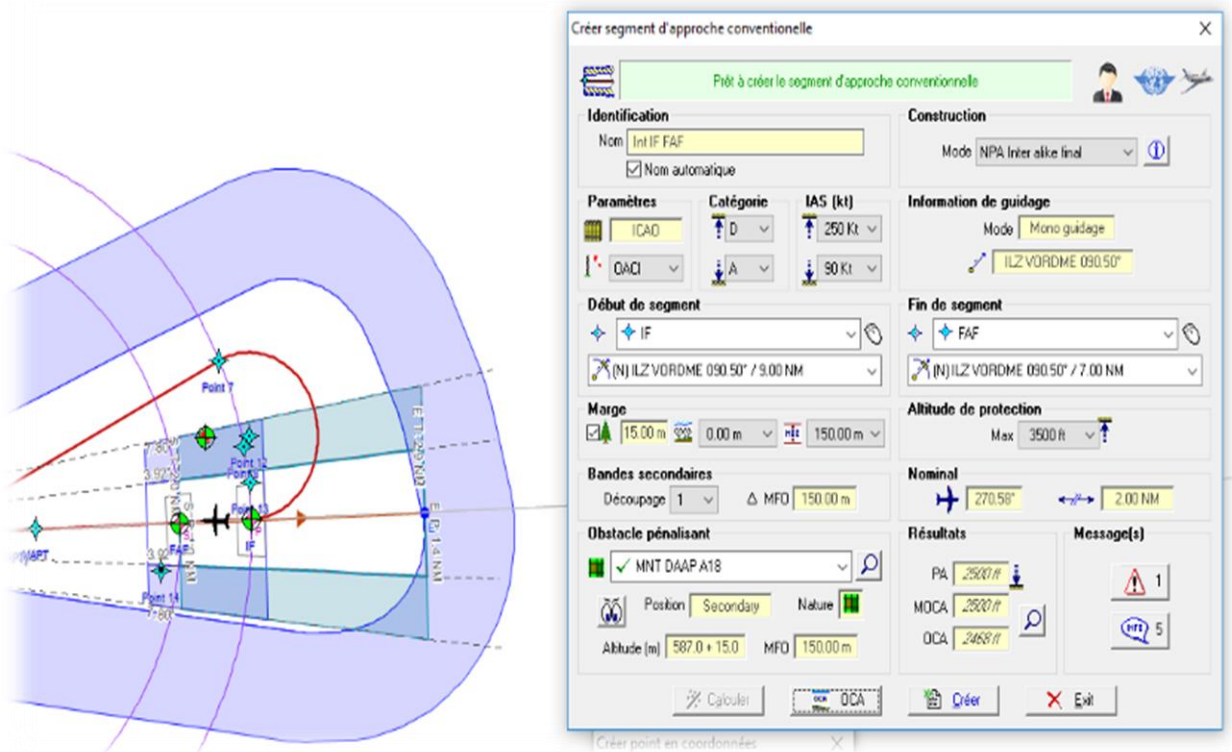 Créer segment d'approche conventionelle
Prêt à créer le segment d'approche conventionnelle
Identification
Nom Int IF FAF
Nom automatique
Construction
Mode NPA Inter alike final
Paramètres
ICAO
OACI
Catégorie
D
A
IAS (kt)
250 Kt
90 Kt
Information de guidage
Mode Mono guidage
ILZ VORDME 090.50°
Début de segment
IF
(N) ILZ VORDME 090.50° / 9.00 NM
Fin de segment
FAF
(N) ILZ VORDME 090.50° / 7.00 NM
Marge
15.00 m 0.00 m 150.00 m
Altitude de protection
Max 3500 ft
Bandes secondaires
Découpage 1 Δ MFO 150.00 m
Nominal
270.58° 2.00 NM
Obstacle pénalisant
MNT DAAP A18
Position Secondary Nature
Altitude (m) 587.0 + 15.0 MFO 150.00 m
Résultats
PA 2500 ft
MOCA 2500 ft
OCA 2468 ft
Message(s)
1
5
Calculer OCA Créer Exit
Créer point en coordonnées
Point 7
Point 12
Point 13
FAF
IF
Point 14